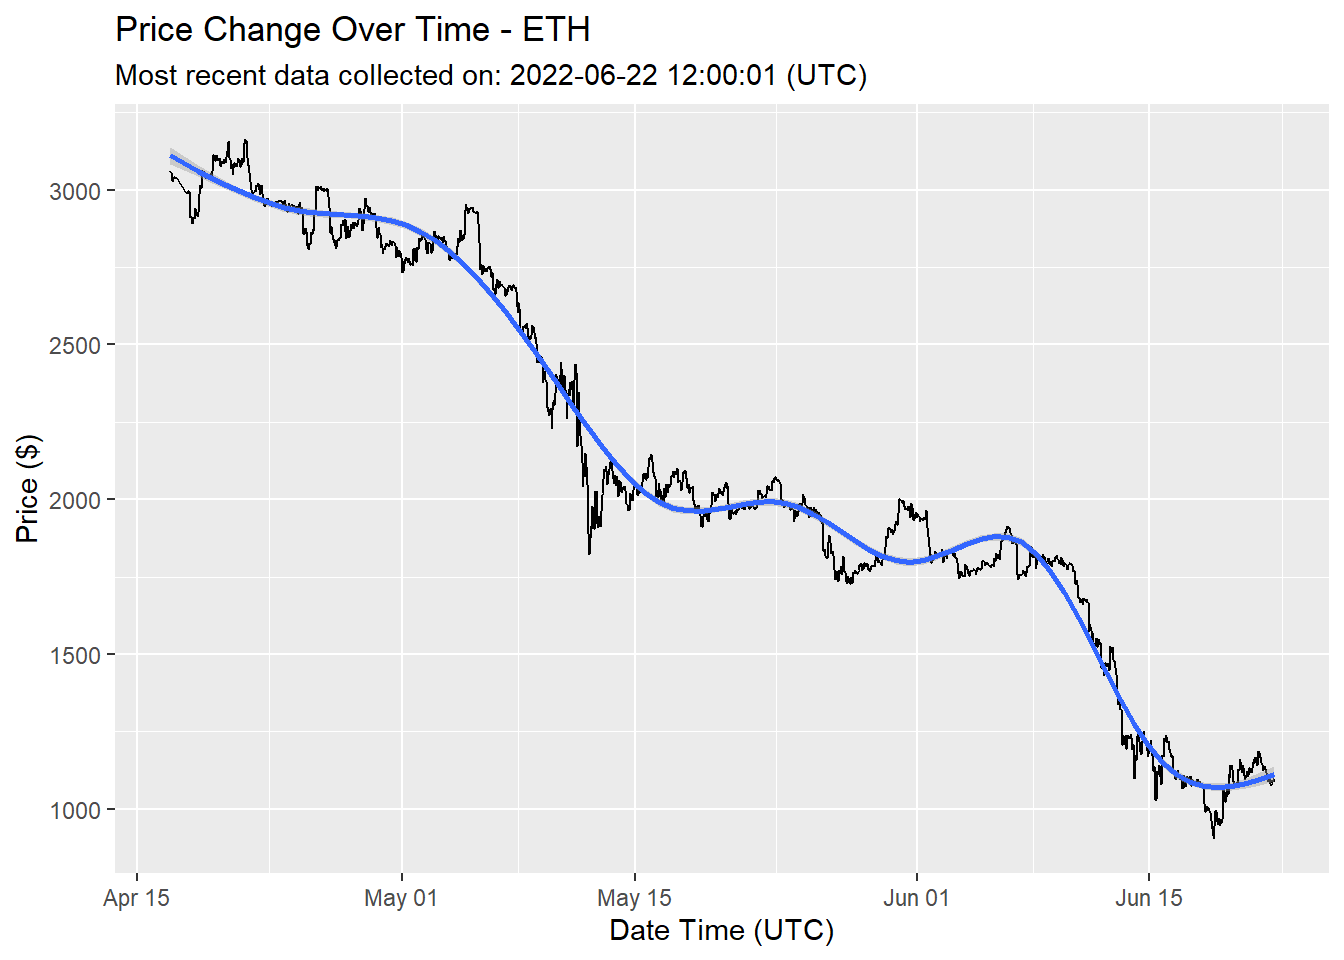 Price Change Over Time - ETH
Most recent data collected on: 2022-06-22 12:00:01 (UTC)
Price ($)
3000
2500
2000
1500
1000
Apr 15
May 01
May 15
Jun 01
Jun 15
Date Time (UTC)